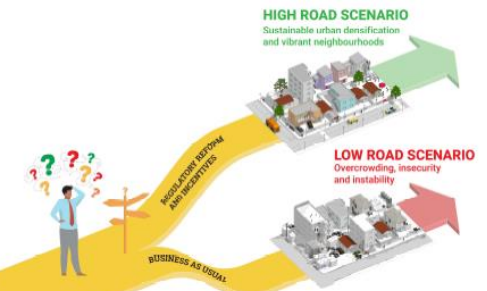 HIGH ROAD SCENARIO
Sustainable urban densification
and vibrant neighbourhoods
LOW ROAD SCENARIO
Overcrowding, insecurity
and instability
REGULATORY REFORM
AND INCENTIVES
BUSINESS AS USUAL
? ? ? ? ? ? ?